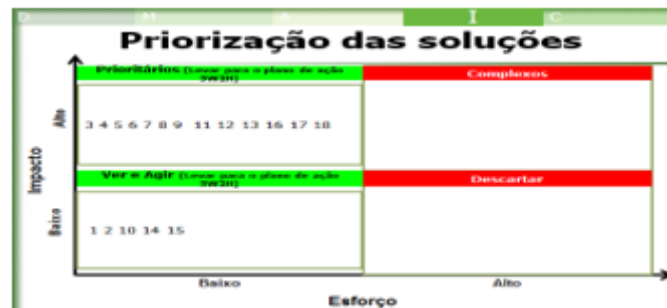 D M A I C
Priorização das soluções
Prioritários (Levar para o plano de ação 5W2H)
Complexos
Alto
3 4 5 6 7 8 9 11 12 13 16 17 18
Impacto
Ver e Agir (Levar para o plano de ação 5W2H)
Descartar
Baixo
1 2 10 14 15
Baixo
Alto
Esforço